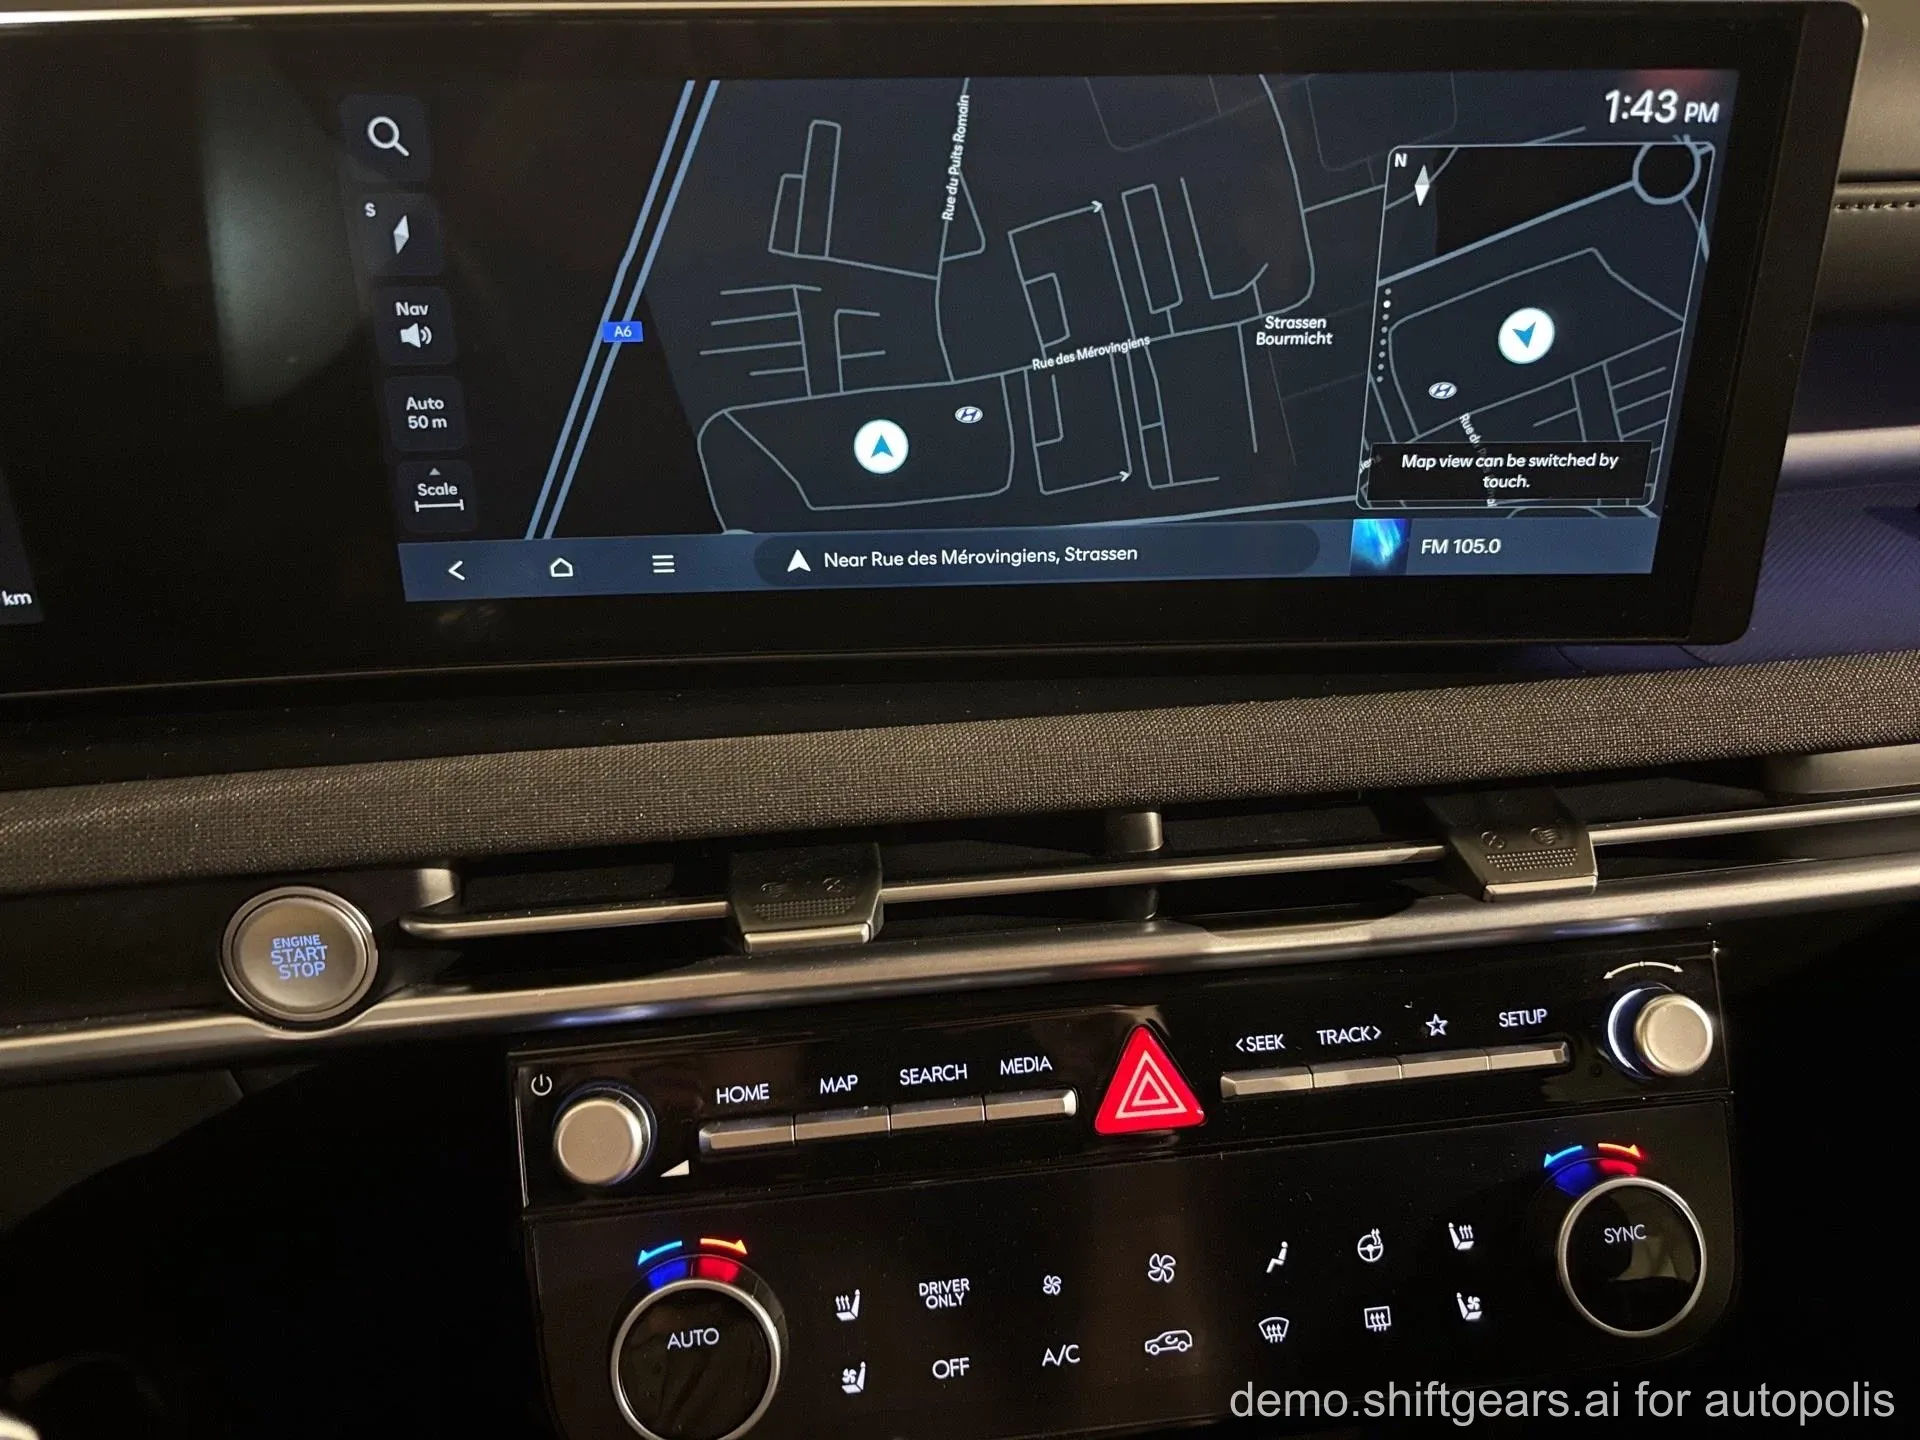 1:43 PM
N
S
Nav
Auto
50 m
Scale
A6
Rue du Puits Romain
Rue des Mérovingiens
Strassen
Bourmicht
Map view can be switched by
touch.
km
Near Rue des Mérovingiens, Strassen
FM 105.0
ENGINE
START
STOP
HOME
MAP
SEARCH
MEDIA
<SEEK
TRACK>
SETUP
AUTO
DRIVER
ONLY
OFF
A/C
SYNC
demo.shiftgears.ai for autopolis